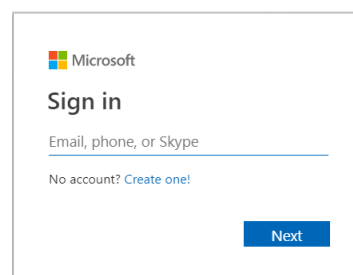 Microsoft
Sign in
Email, phone, or Skype
No account? Create one!
Next